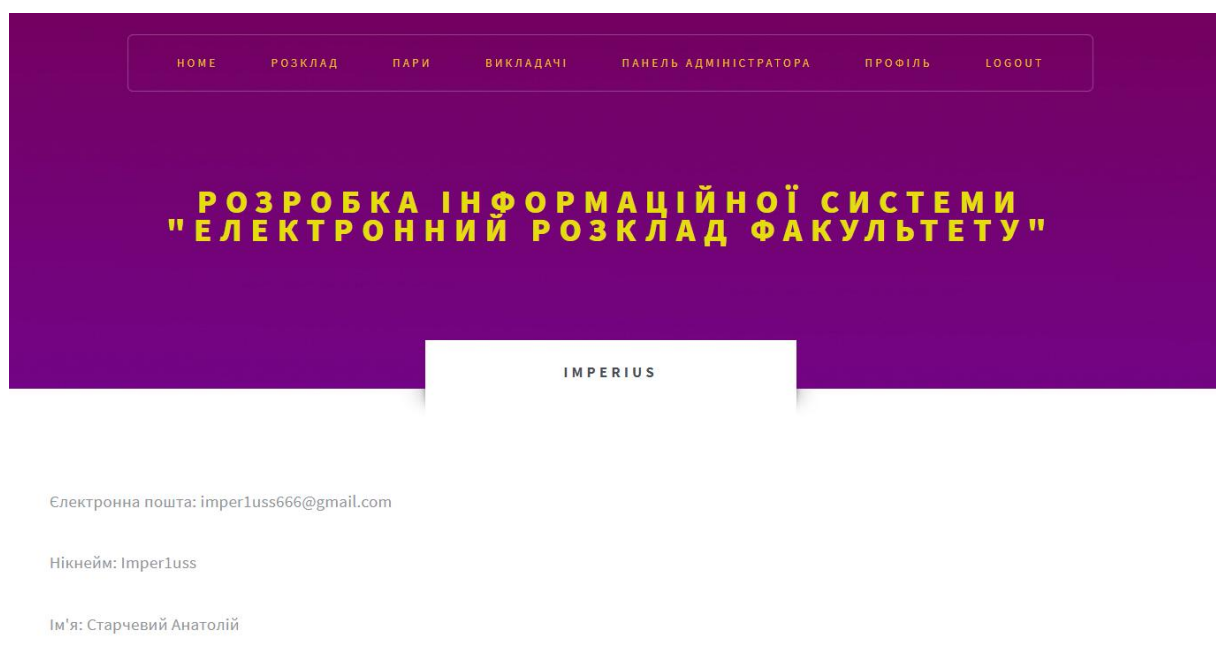 HOME РОЗКЛАД ПАРИ ВИКЛАДАЧІ ПАНЕЛЬ АДМІНІСТРАТОРА ПРОФІЛЬ LOGOUT
РОЗРОБКА ІНФОРМАЦІЙНОЇ СИСТЕМИ
"ЕЛЕКТРОННИЙ РОЗКЛАД ФАКУЛЬТЕТУ"
IMPERIUS
Єлектронна пошта: imper1uss666@gmail.com
Нікнейм: Imper1uss
Ім'я: Старчевий Анатолій